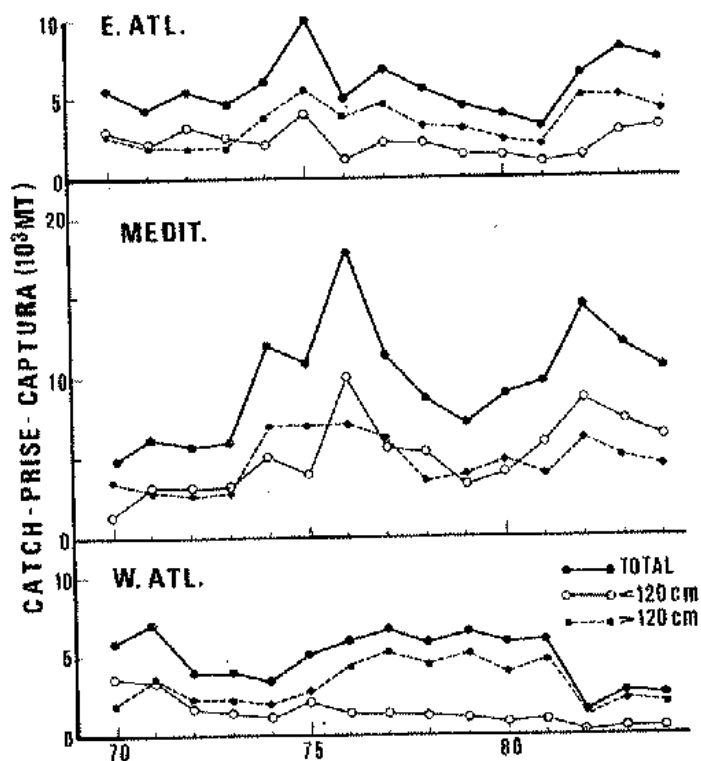 10
E. ATL.
5
0
20
MEDIT.
10
0
CATCH-PRISE-CAPTURA (10³MT)
W. ATL.
10
5
0
TOTAL
<120 cm
>120 cm
70
75
80